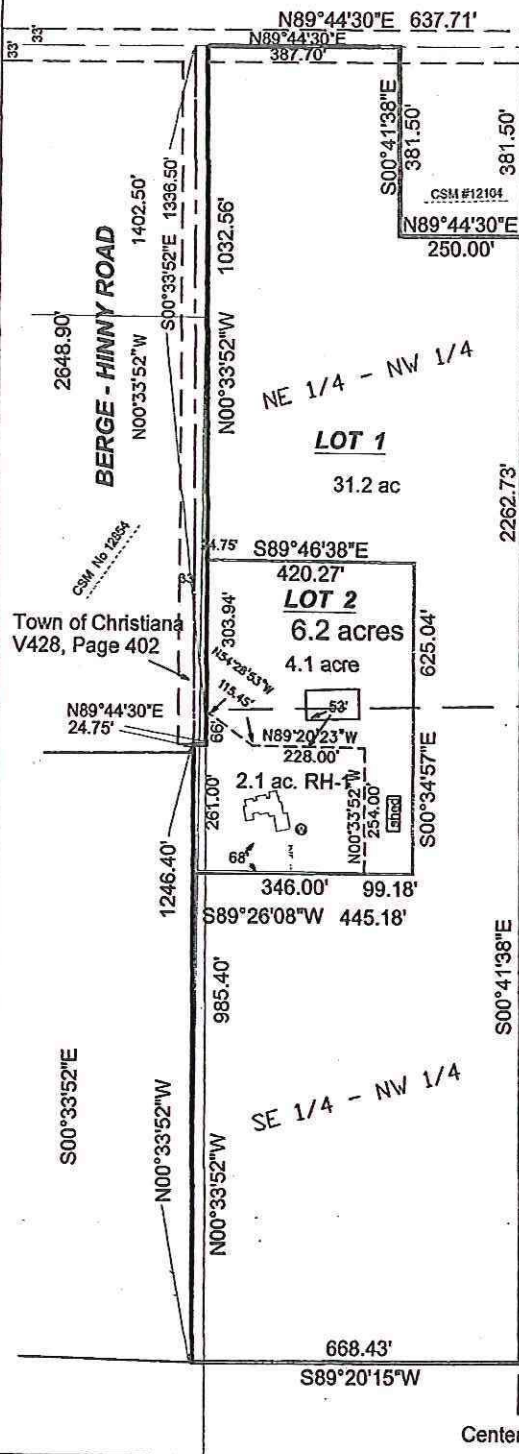 N89°44'30"E 637.71'
33'
33'
N89°44'30"E
387.70'
S00°41'38"E
381.50'
381.50'
CSM #12104
N89°44'30"E
250.00'
BERGE - HINNY ROAD
2648.90'
1402.50'
N00°33'52"W
S00°33'52"E 1336.50'
1032.56'
N00°33'52"W
NE 1/4 - NW 1/4
LOT 1
31.2 ac
2262.73'
CSM No 12854
33'
4.75'
S89°46'38"E
420.27'
LOT 2
6.2 acres
4.1 acre
303.94'
625.04'
Town of Christiana
V428, Page 402
N54°28'53"W
115.45'
53'
N89°44'30"E
24.75'
66'
N89°20'23"W
228.00'
2.1 ac. RH-1
261.00'
N00°33'52"W
254.00'
shed
S00°34'57"E
68'
346.00' 99.18'
S89°26'08"W 445.18'
1246.40'
985.40'
S00°41'38"E
SE 1/4 - NW 1/4
S00°33'52"E
N00°33'52"W
N00°33'52"W
668.43'
S89°20'15"W
Center